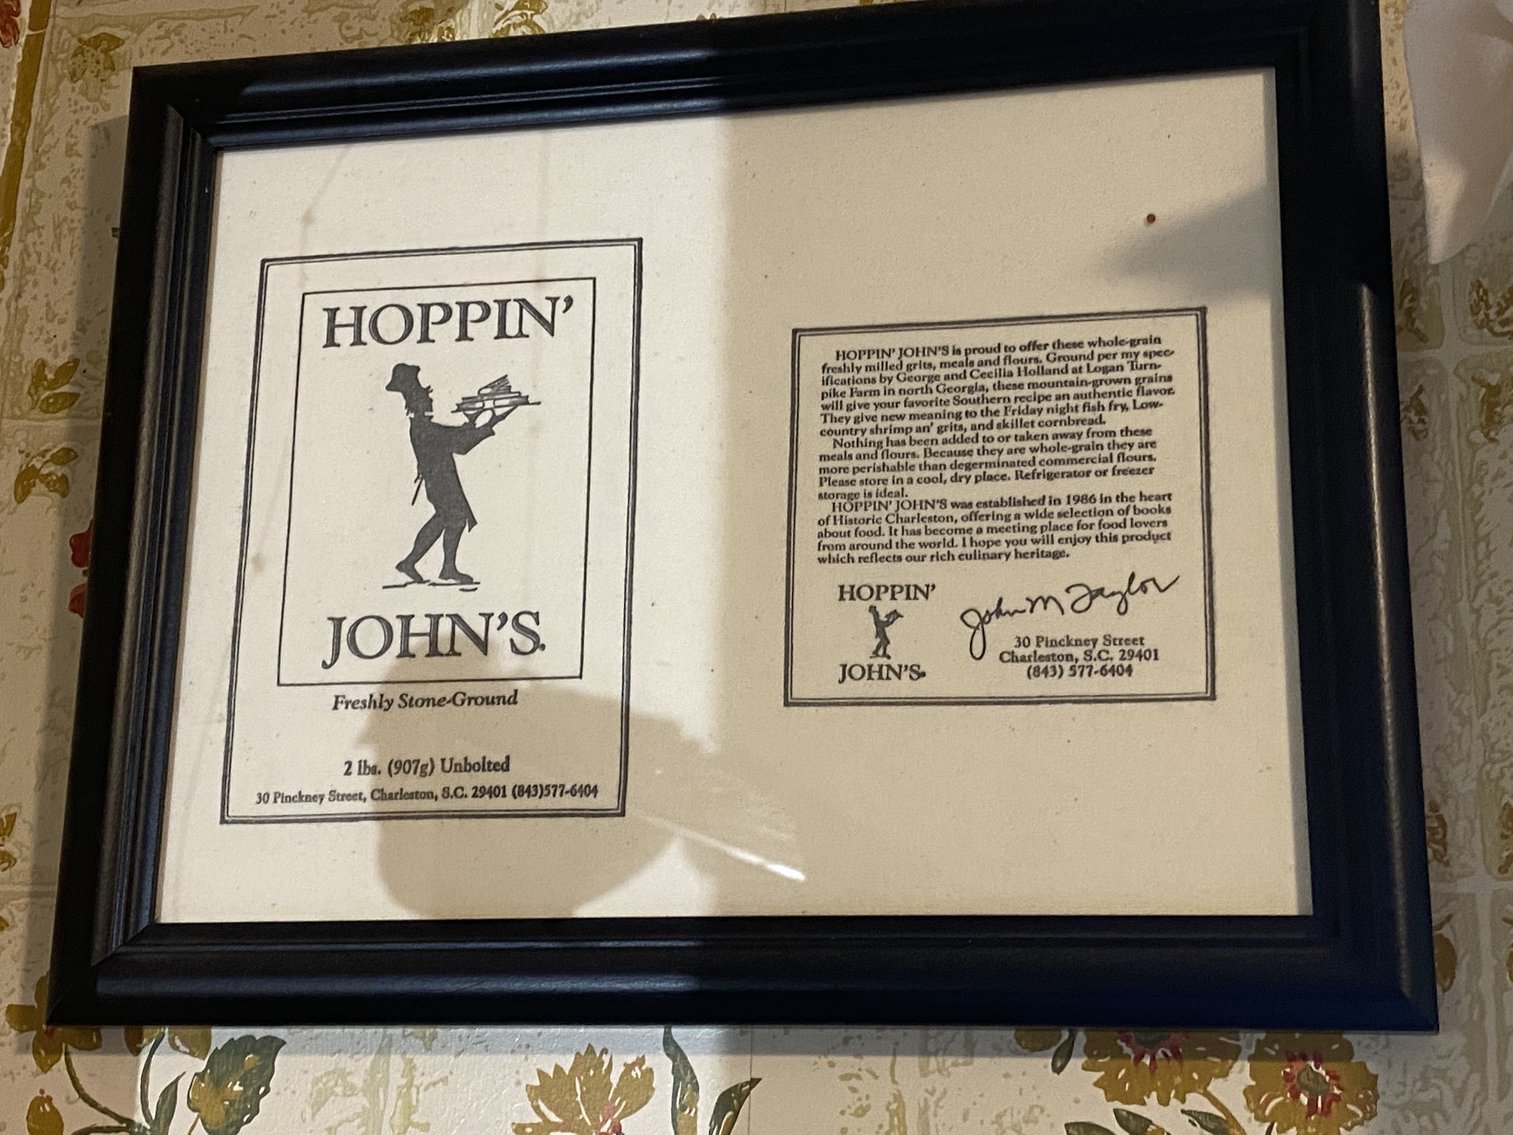 HOPPIN'
JOHN'S.
Freshly Stone-Ground
2 lbs. (907g) Unbolted
30 Pinckney Street, Charleston, S.C. 29401 (843)577-6404
HOPPIN' JOHN'S is proud to offer these whole-grain
freshly milled grits, meals and flours. Ground per my spec-
ifications by George and Cecilia Holland at Logan Turn-
pike Farm in north Georgia, these mountain-grown grains
will give your favorite Southern recipe an authentic flavor.
They give new meaning to the Friday night fish fry, Low-
country shrimp an' grits, and skillet cornbread.
Nothing has been added to or taken away from these
meals and flours. Because they are whole-grain they are
more perishable than degerminated commercial flours.
Please store in a cool, dry place. Refrigerator or freezer
storage is ideal.
HOPPIN' JOHN'S was established in 1986 in the heart
of Historic Charleston, offering a wide selection of books
about food. It has become a meeting place for food lovers
from around the world. I hope you will enjoy this product
which reflects our rich culinary heritage.
HOPPIN'
JOHN'S.
John M Taylor
30 Pinckney Street
Charleston, S.C. 29401
(843) 577-6404